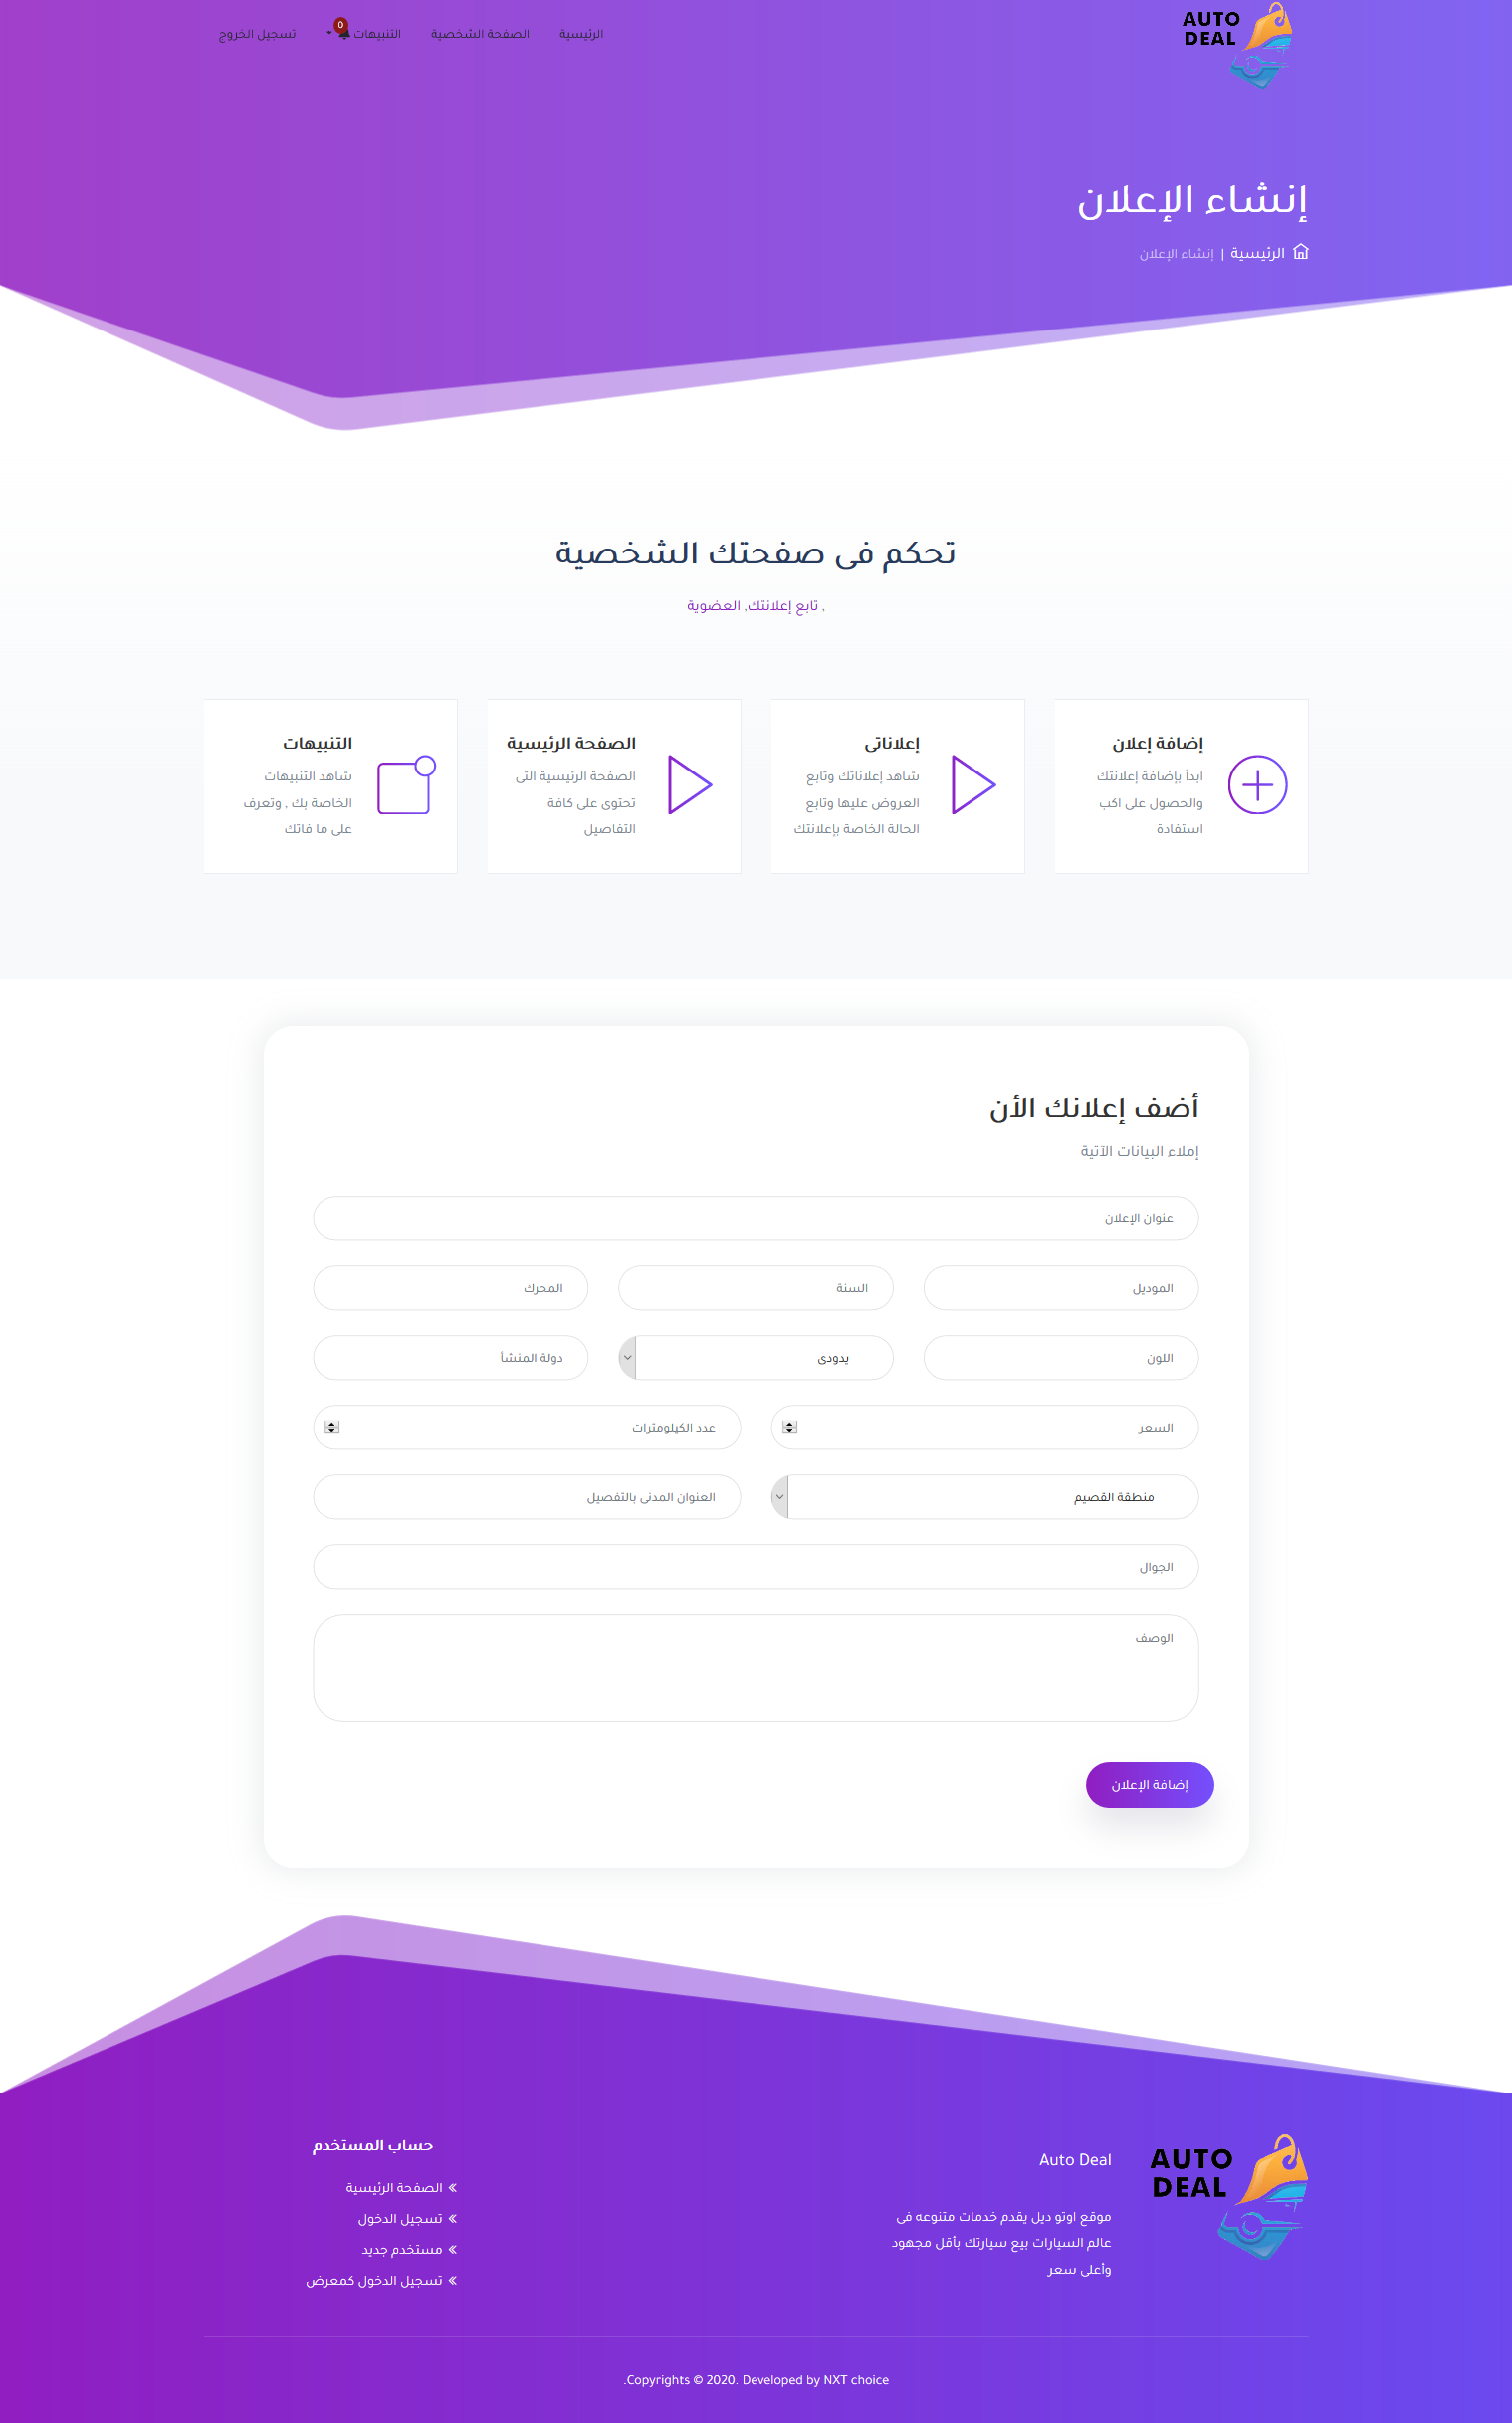 AUTO
DEAL
الرئيسية
الصفحة الشخصية
التنبيهات 0
تسجيل الخروج
إنشاء الإعلان
الرئيسية | إنشاء الإعلان
تحكم فى صفحتك الشخصية
, تابع إعلانتك, العضوية
إضافة إعلان
ابدأ بإضافة إعلانتك
والحصول على اكب
استفادة
إعلاناتى
شاهد إعلاناتك وتابع
العروض عليها وتابع
الحالة الخاصة بإعلانتك
الصفحة الرئيسية
الصفحة الرئيسية التى
تحتوى على كافة
التفاصيل
التنبيهات
شاهد التنبيهات
الخاصة بك , وتعرف
على ما فاتك
أضف إعلانك الأن
إملاء البيانات الآتية
عنوان الإعلان
الموديل
السنة
المحرك
اللون
يدودى
دولة المنشأ
السعر
عدد الكيلومترات
منطقة القصيم
العنوان المدنى بالتفصيل
الجوال
الوصف
إضافة الإعلان
AUTO
DEAL
Auto Deal
موقع اوتو ديل يقدم خدمات متنوعه فى
عالم السيارات بيع سيارتك بأقل مجهود
وأعلى سعر
حساب المستخدم
» الصفحة الرئيسية
» تسجيل الدخول
» مستخدم جديد
» تسجيل الدخول كمعرض
.Copyrights © 2020. Developed by NXT choice